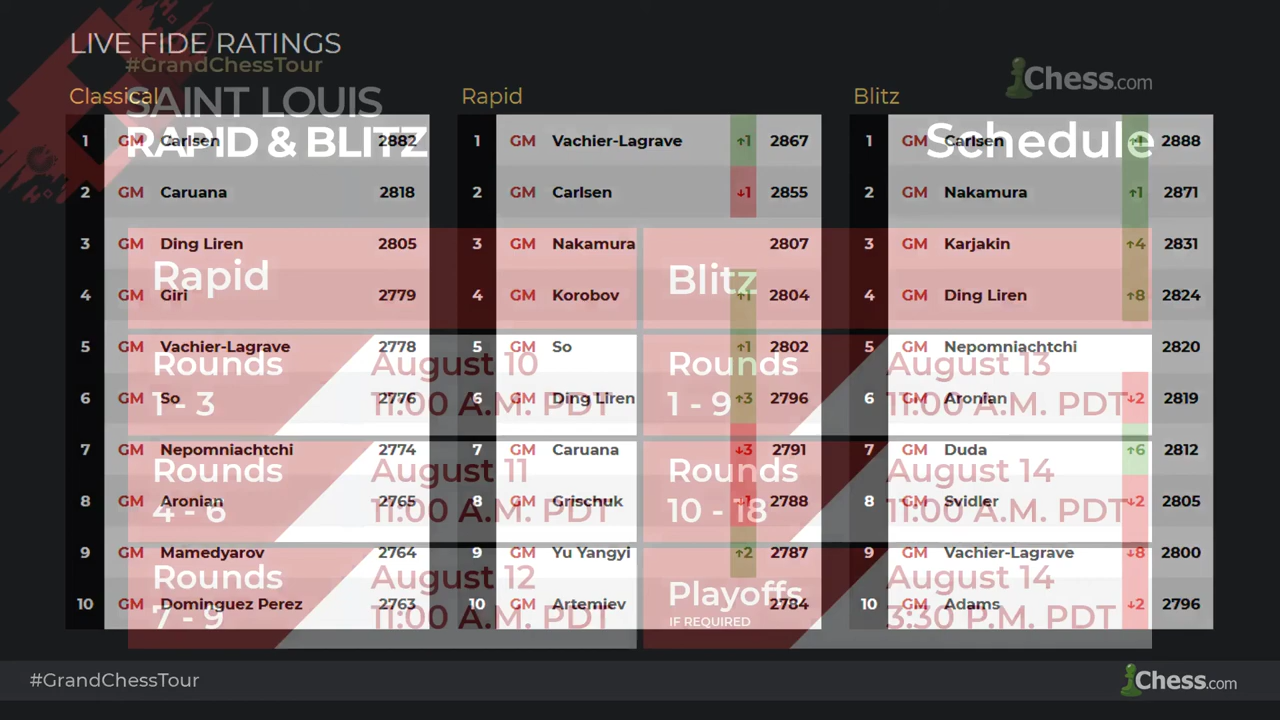 LIVE FIDE RATINGS
#GrandChessTour
Chess.com
Classical
1 GM Carlsen 2882
2 GM Caruana 2818
3 GM Ding Liren 2805
4 GM Giri 2779
5 GM Vachier-Lagrave 2778
6 GM So 2776
7 GM Nepomniachtchi 2774
8 GM Aronian 2765
9 GM Mamedyarov 2764
10 GM Dominguez Perez 2763
Rapid
1 GM Vachier-Lagrave ↑1 2867
2 GM Carlsen ↓1 2855
3 GM Nakamura 2807
4 GM Korobov ↑1 2804
5 GM So ↑1 2802
6 GM Ding Liren ↑3 2796
7 GM Caruana ↓3 2791
8 GM Grischuk ↓1 2788
9 GM Yu Yangyi ↑2 2787
10 GM Artemiev 2784
Blitz
1 GM Carlsen ↑1 2888
2 GM Nakamura ↑1 2871
3 GM Karjakin ↑4 2831
4 GM Ding Liren ↑8 2824
5 GM Nepomniachtchi 2820
6 GM Aronian ↓2 2819
7 GM Duda ↑6 2812
8 GM Svidler ↓2 2805
9 GM Vachier-Lagrave ↓8 2800
10 GM Adams ↓2 2796
SAINT LOUIS
RAPID & BLITZ
Schedule
Rapid
Rounds
1 - 3
August 10
11:00 A.M. PDT
Rounds
4 - 6
August 11
11:00 A.M. PDT
Rounds
7 - 9
August 12
11:00 A.M. PDT
Blitz
Rounds
1 - 9
August 13
11:00 A.M. PDT
Rounds
10 - 18
August 14
11:00 A.M. PDT
Playoffs
IF REQUIRED
August 14
3:30 P.M. PDT
#GrandChessTour
Chess.com